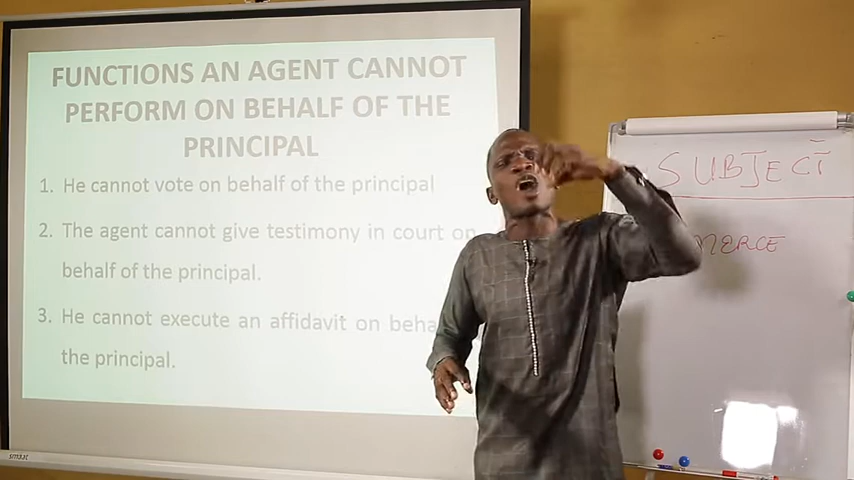 FUNCTIONS AN AGENT CANNOT
PERFORM ON BEHALF OF THE
PRINCIPAL
1. He cannot vote on behalf of the principal
2. The agent cannot give testimony in court on
behalf of the principal
3. He cannot execute an affidavit on behalf
the principal.
SUBJECT
MERCE